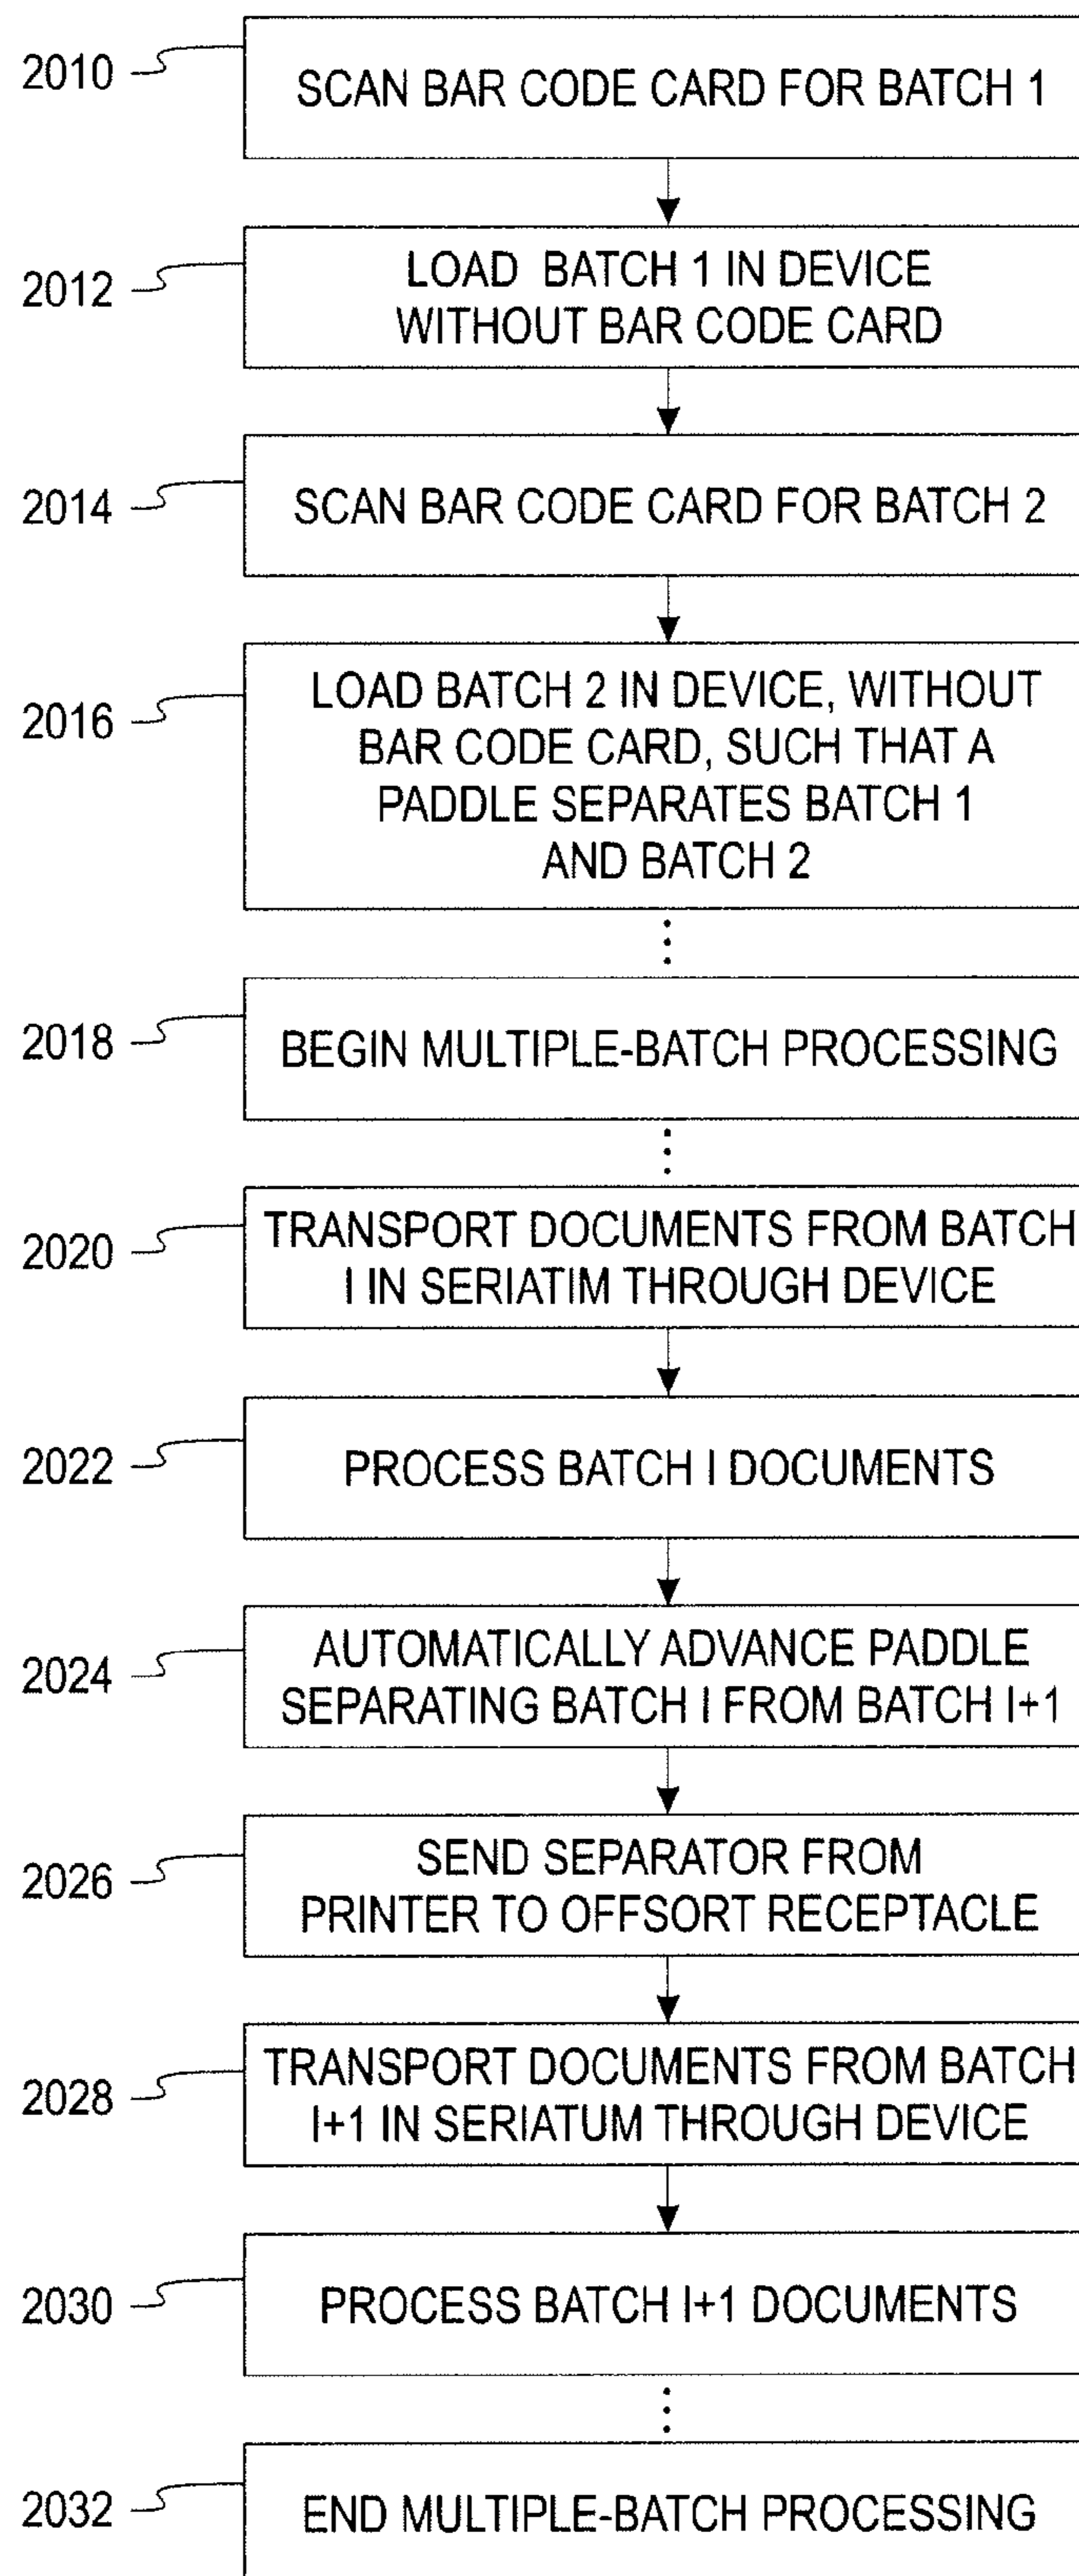 2010
SCAN BAR CODE CARD FOR BATCH 1
2012
LOAD BATCH 1 IN DEVICE
WITHOUT BAR CODE CARD
2014
SCAN BAR CODE CARD FOR BATCH 2
2016
LOAD BATCH 2 IN DEVICE, WITHOUT
BAR CODE CARD, SUCH THAT A
PADDLE SEPARATES BATCH 1
AND BATCH 2
2018
BEGIN MULTIPLE-BATCH PROCESSING
2020
TRANSPORT DOCUMENTS FROM BATCH
I IN SERIATIM THROUGH DEVICE
2022
PROCESS BATCH I DOCUMENTS
2024
AUTOMATICALLY ADVANCE PADDLE
SEPARATING BATCH I FROM BATCH I+1
2026
SEND SEPARATOR FROM
PRINTER TO OFFSORT RECEPTACLE
2028
TRANSPORT DOCUMENTS FROM BATCH
I+1 IN SERIATUM THROUGH DEVICE
2030
PROCESS BATCH I+1 DOCUMENTS
2032
END MULTIPLE-BATCH PROCESSING